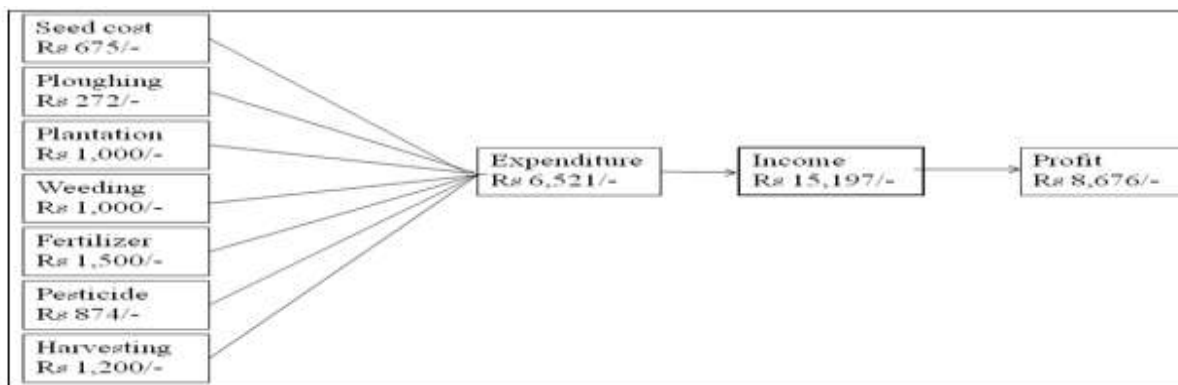 Seed cost
Rs 675/-
Ploughing
Rs 272/-
Plantation
Rs 1,000/-
Weeding
Rs 1,000/-
Fertilizer
Rs 1,500/-
Pesticide
Rs 874/-
Harvesting
Rs 1,200/-
Expenditure
Rs 6,521/-
Income
Rs 15,197/-
Profit
Rs 8,676/-